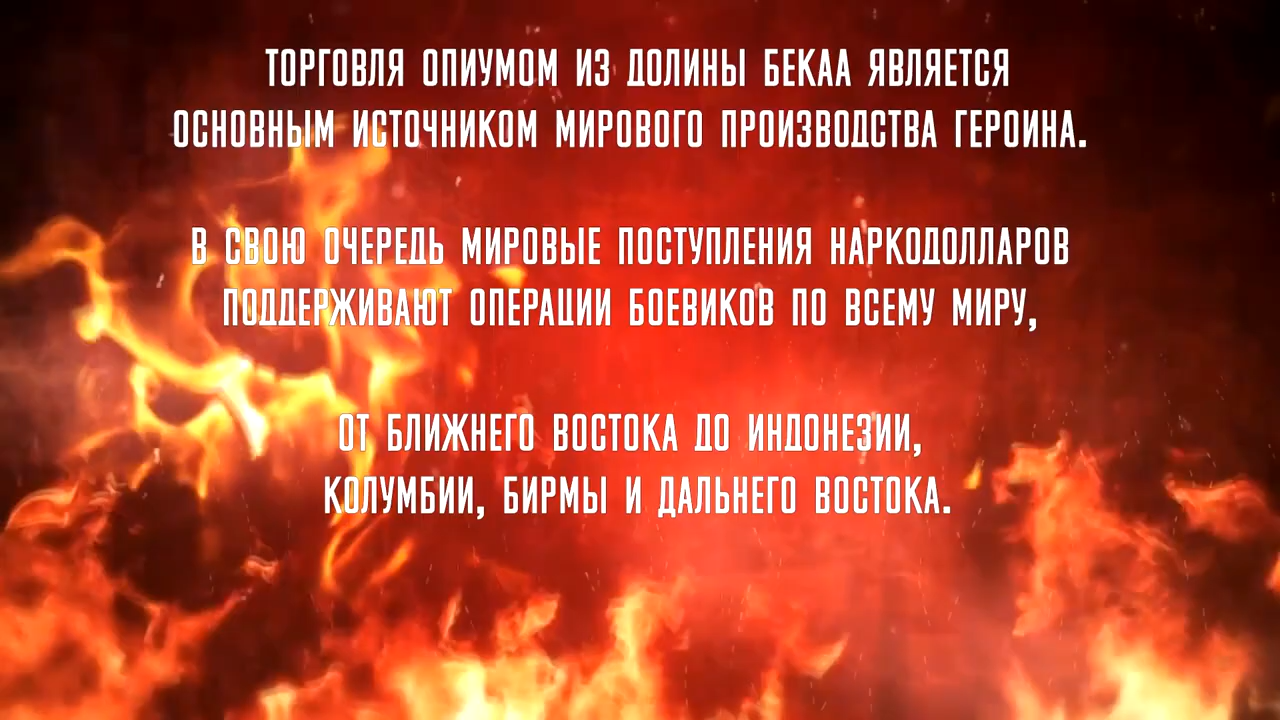 ТОРГОВЛЯ ОПИУМОМ ИЗ ДОЛИНЫ БЕКАА ЯВЛЯЕТСЯ
ОСНОВНЫМ ИСТОЧНИКОМ МИРОВОГО ПРОИЗВОДСТВА ГЕРОИНА.
В СВОЮ ОЧЕРЕДЬ МИРОВЫЕ ПОСТУПЛЕНИЯ НАРКОДОЛЛАРОВ
ПОДДЕРЖИВАЮТ ОПЕРАЦИИ БОЕВИКОВ ПО ВСЕМУ МИРУ,
ОТ БЛИЖНЕГО ВОСТОКА ДО ИНДОНЕЗИИ,
КОЛУМБИИ, БИРМЫ И ДАЛЬНЕГО ВОСТОКА.